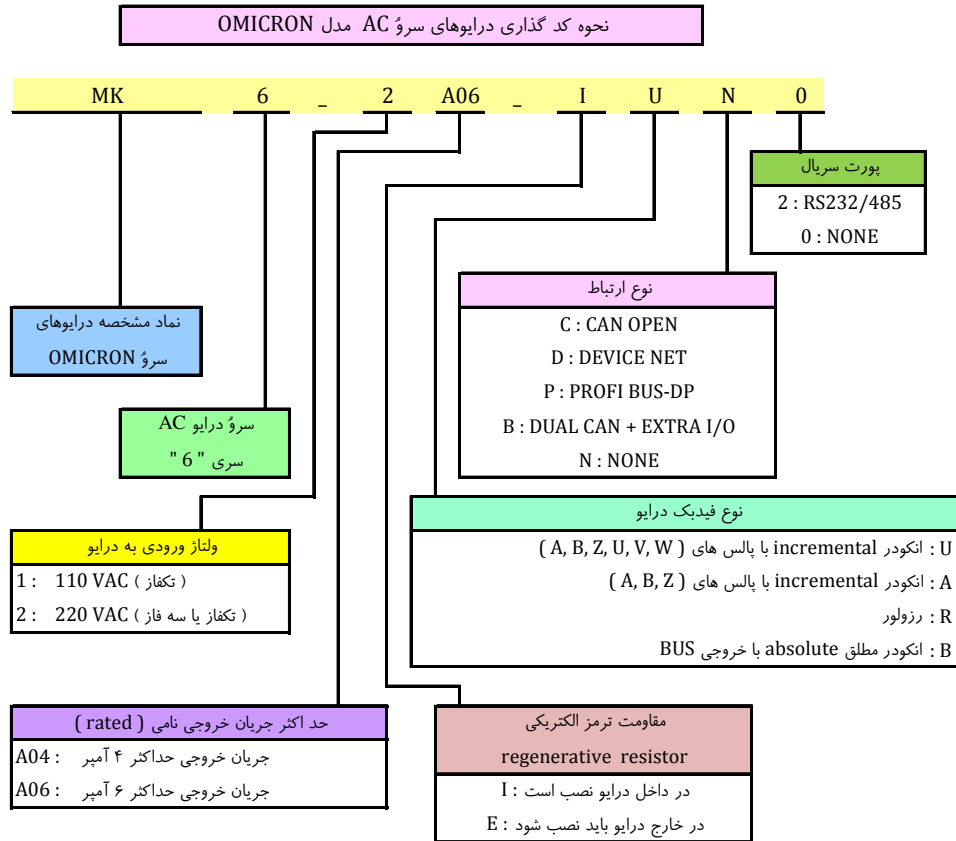 نحوه کد گذاری درایوهای سروُ AC مدل OMICRON
MK 6 _ 2 A06 _ I U N 0
پورت سریال
2 : RS232/485
0 : NONE
نوع ارتباط
C : CAN OPEN
D : DEVICE NET
P : PROFI BUS-DP
B : DUAL CAN + EXTRA I/O
N : NONE
نماد مشخصه درایوهای
سروُ OMICRON
سروُ درایو AC
سری " 6 "
نوع فیدبک درایو
U : انکودر incremental با پالس های ( A, B, Z, U, V, W )
A : انکودر incremental با پالس های ( A, B, Z )
R : رزولور
B : انکودر مطلق absolute با خروجی BUS
ولتاژ ورودی به درایو
1 : 110 VAC ( تکفاز )
2 : 220 VAC ( تکفاز یا سه فاز )
حد اکثر جریان خروجی نامی ( rated )
A04 : جریان خروجی حداکثر ۴ آمپر
A06 : جریان خروجی حداکثر ۶ آمپر
مقاومت ترمز الکتریکی
regenerative resistor
در داخل درایو نصب است : I
در خارج درایو باید نصب شود : E